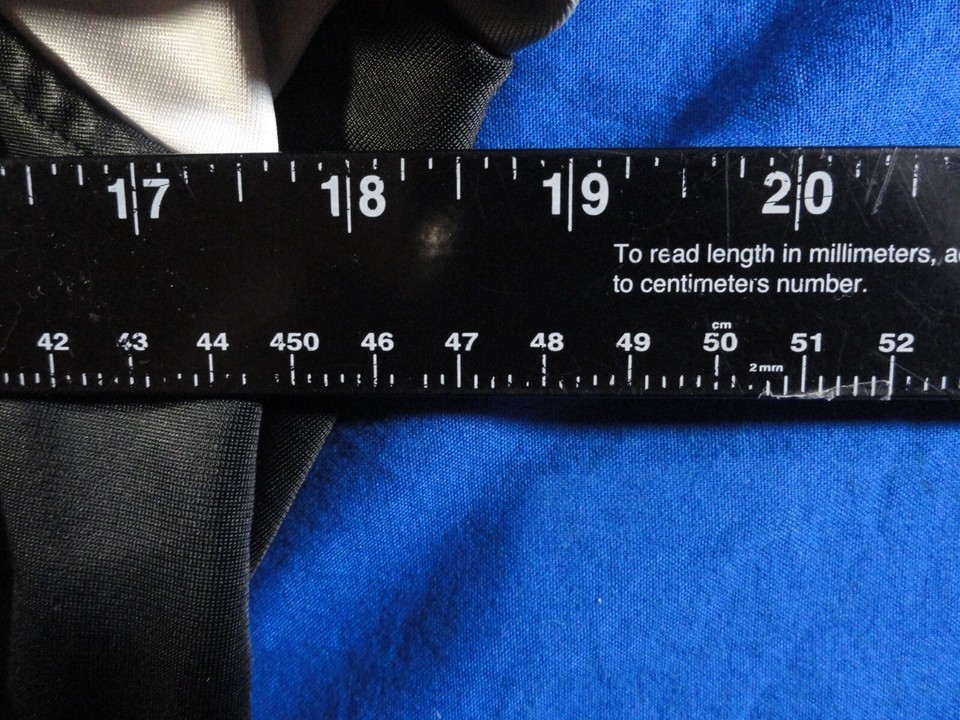 17 18 19 20
To read length in millimeters, a
to centimeters number.
cm
42 43 44 450 46 47 48 49 50 51 52
2mm